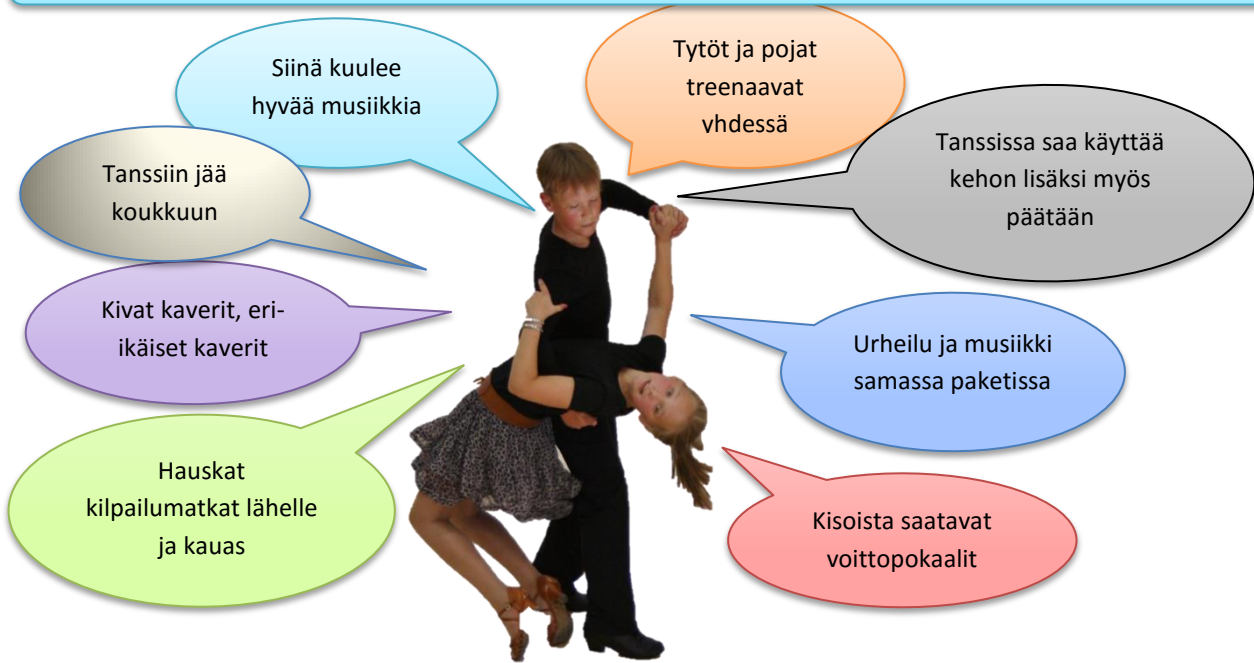 Siinä kuulee
hyvää musiikkia
Tytöt ja pojat
treenaavat
yhdessä
Tanssissa saa käyttää
kehon lisäksi myös
päätään
Tanssiin jää
koukkuun
Kivat kaverit, eri-
ikäiset kaverit
Urheilu ja musiikki
samassa paketissa
Hauskat
kilpailumatkat lähelle
ja kauas
Kisoista saatavat
voittopokaalit